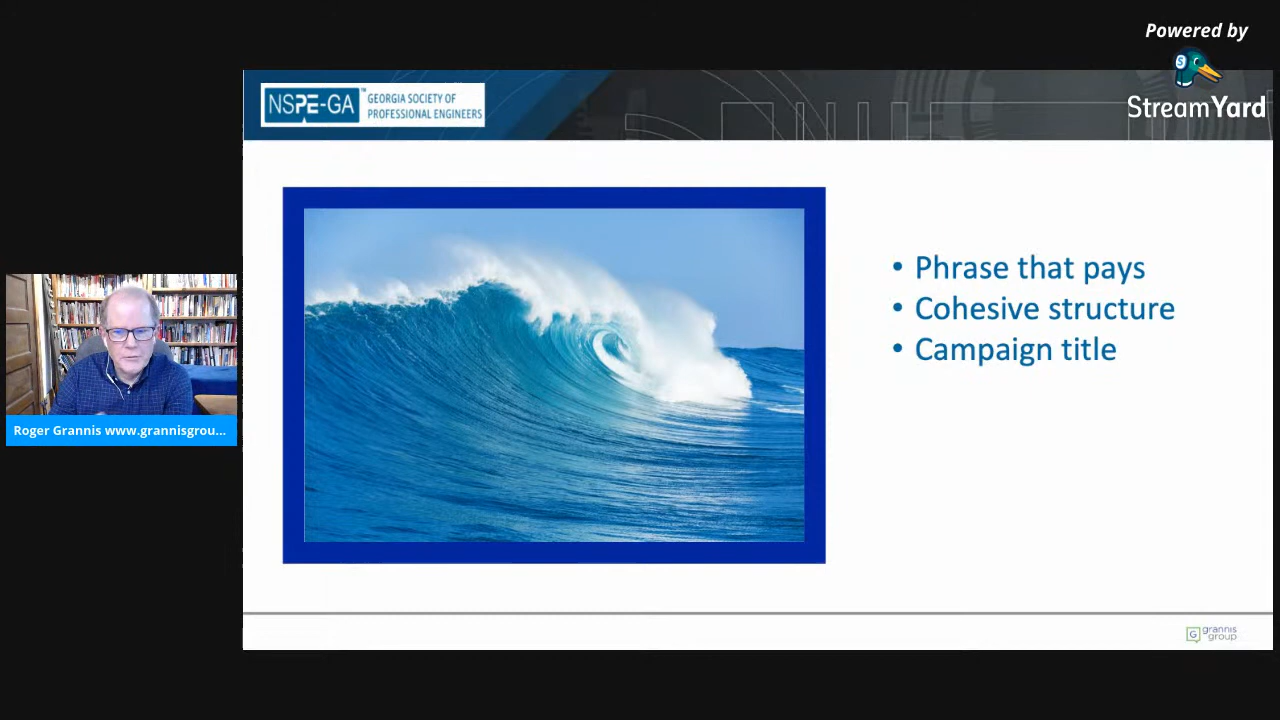 Powered by
StreamYard
NSPE-GA™
GEORGIA SOCIETY OF
PROFESSIONAL ENGINEERS
• Phrase that pays
• Cohesive structure
• Campaign title
Roger Grannis www.grannisgrou...
G grannis
group